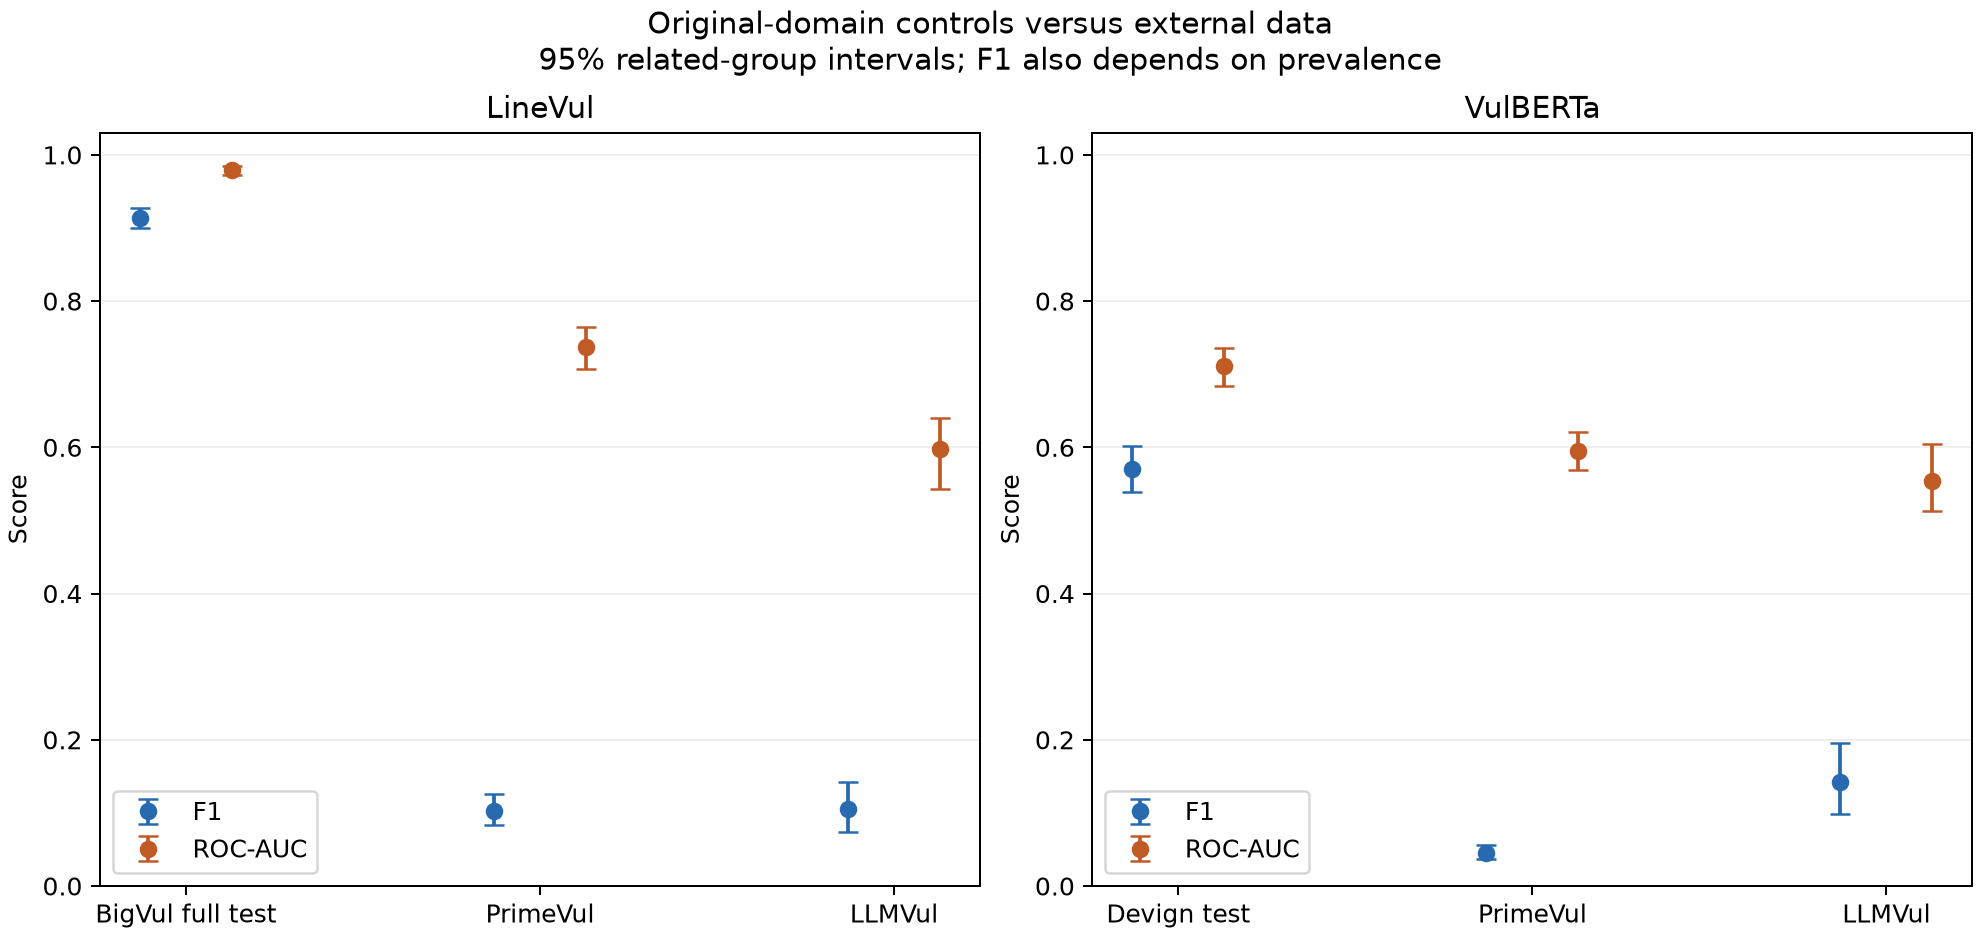 Original-domain controls versus external data
95% related-group intervals; F1 also depends on prevalence
LineVul
Score
1.0
0.8
0.6
0.4
0.2
0.0
F1
ROC-AUC
BigVul full test
PrimeVul
LLMVul
VulBERTa
Score
1.0
0.8
0.6
0.4
0.2
0.0
F1
ROC-AUC
Devign test
PrimeVul
LLMVul